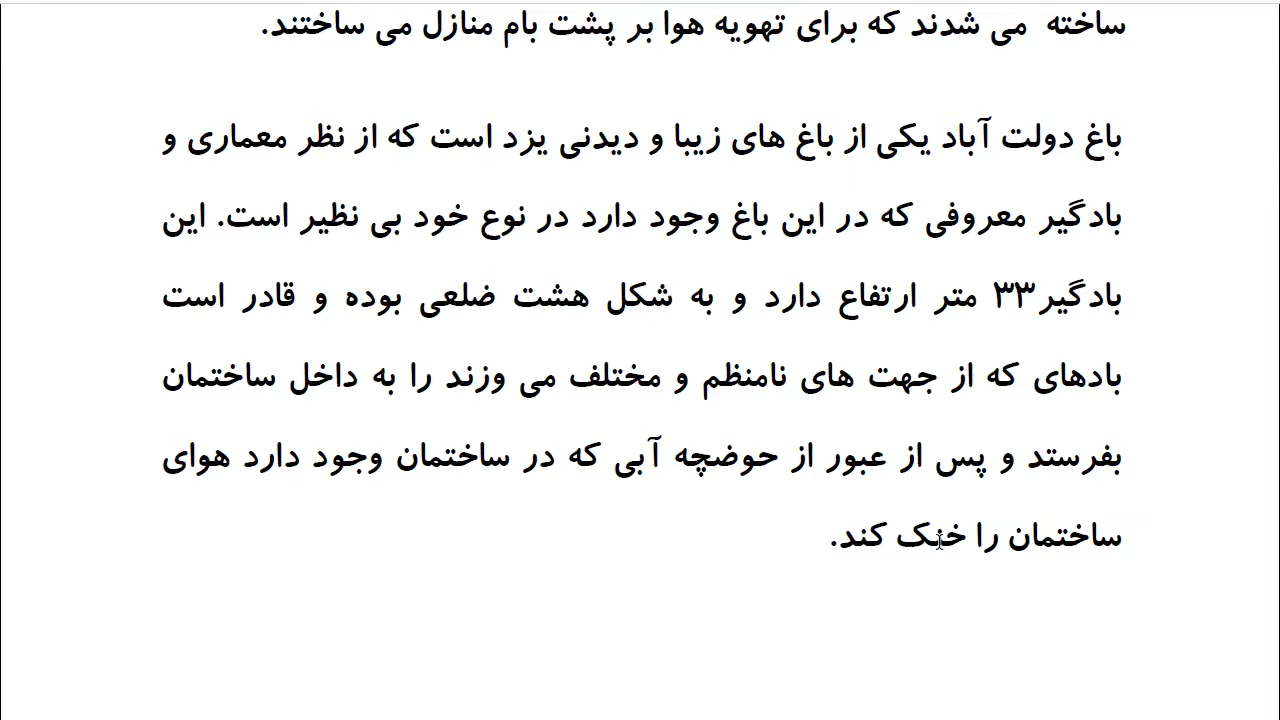 ساخته می شدند که برای تهویه هوا بر پشت بام منازل می ساختند.
باغ دولت آباد یکی از باغ های زیبا و دیدنی یزد است که از نظر معماری و
بادگیر معروفی که در این باغ وجود دارد در نوع خود بی نظیر است. این
بادگیر۳۳ متر ارتفاع دارد و به شکل هشت ضلعی بوده و قادر است
بادهای که از جهت های نامنظم و مختلف می وزند را به داخل ساختمان
بفرستد و پس از عبور از حوضچه آبی که در ساختمان وجود دارد هوای
ساختمان را خنک کند.